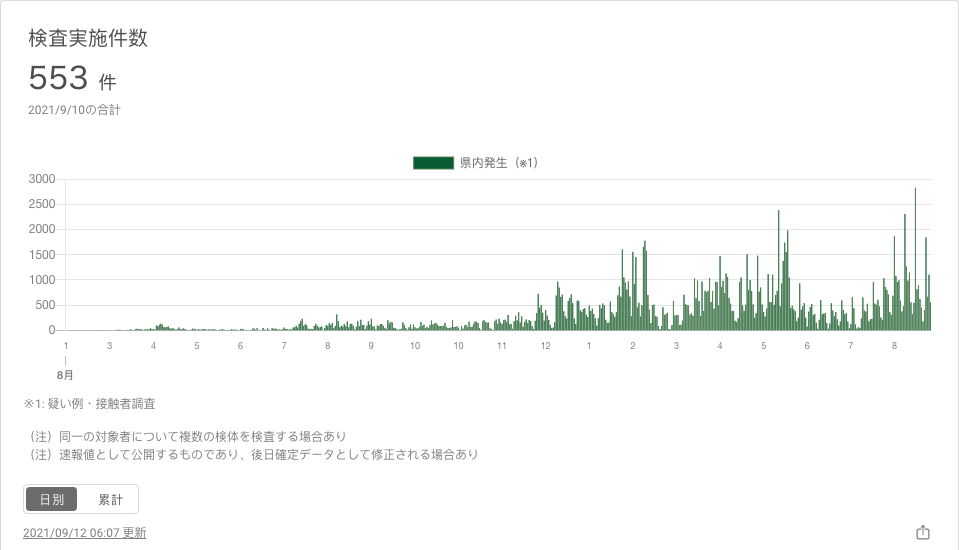 検査実施件数
553 件
2021/9/10の合計
県内発生（※1）
3000
2500
2000
1500
1000
500
0
1 3 4 5 6 7 8 9 10 10 11 12 1 2 3 4 5 6 7 8
8月
※1: 疑い例・接触者調査
（注）同一の対象者について複数の検体を検査する場合あり
（注）速報値として公開するものであり、後日確定データとして修正される場合あり
日別 累計
2021/09/12 06:07 更新